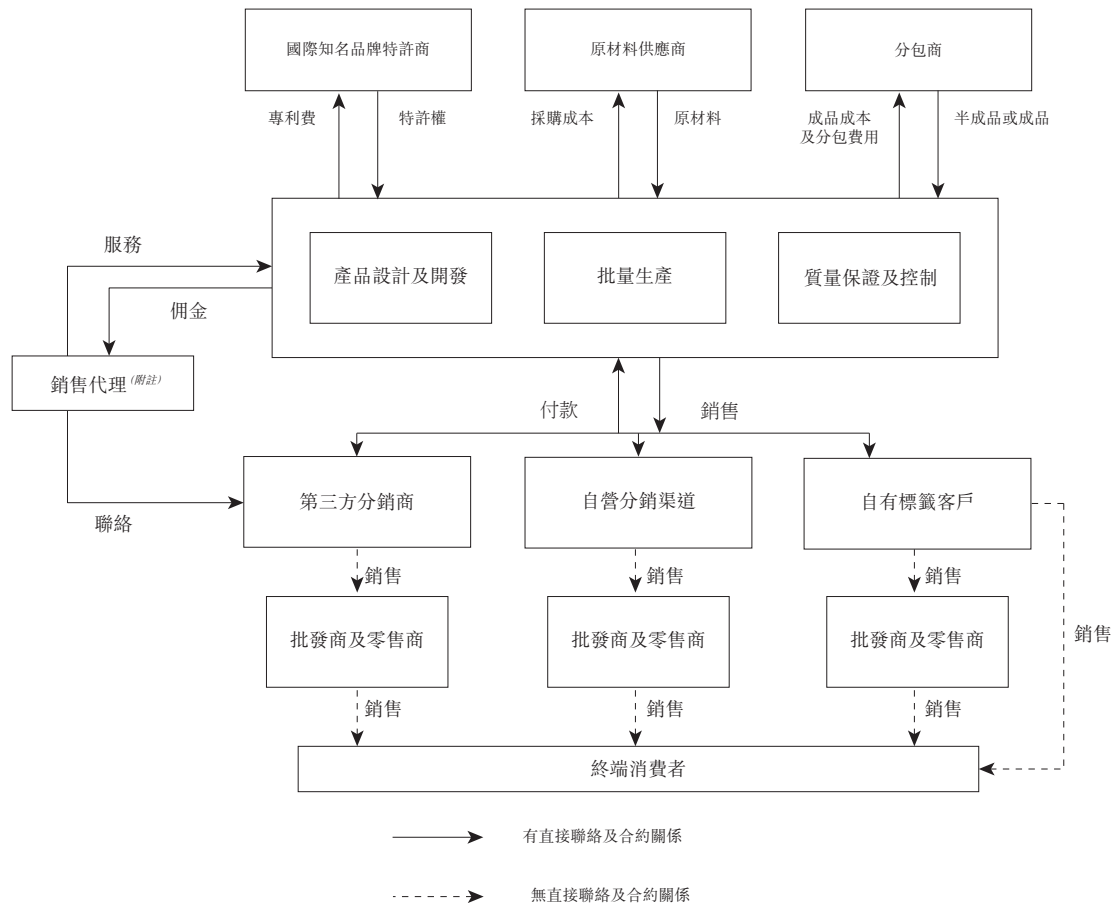 國際知名品牌特許商
原材料供應商
分包商
專利費
特許權
採購成本
原材料
成品成本
及分包費用
半成品或成品
服務
產品設計及開發
批量生產
質量保證及控制
佣金
銷售代理(附註)
付款
銷售
第三方分銷商
自營分銷渠道
自有標籤客戶
聯絡
銷售
銷售
銷售
批發商及零售商
批發商及零售商
批發商及零售商
銷售
銷售
銷售
銷售
終端消費者
有直接聯絡及合約關係
無直接聯絡及合約關係